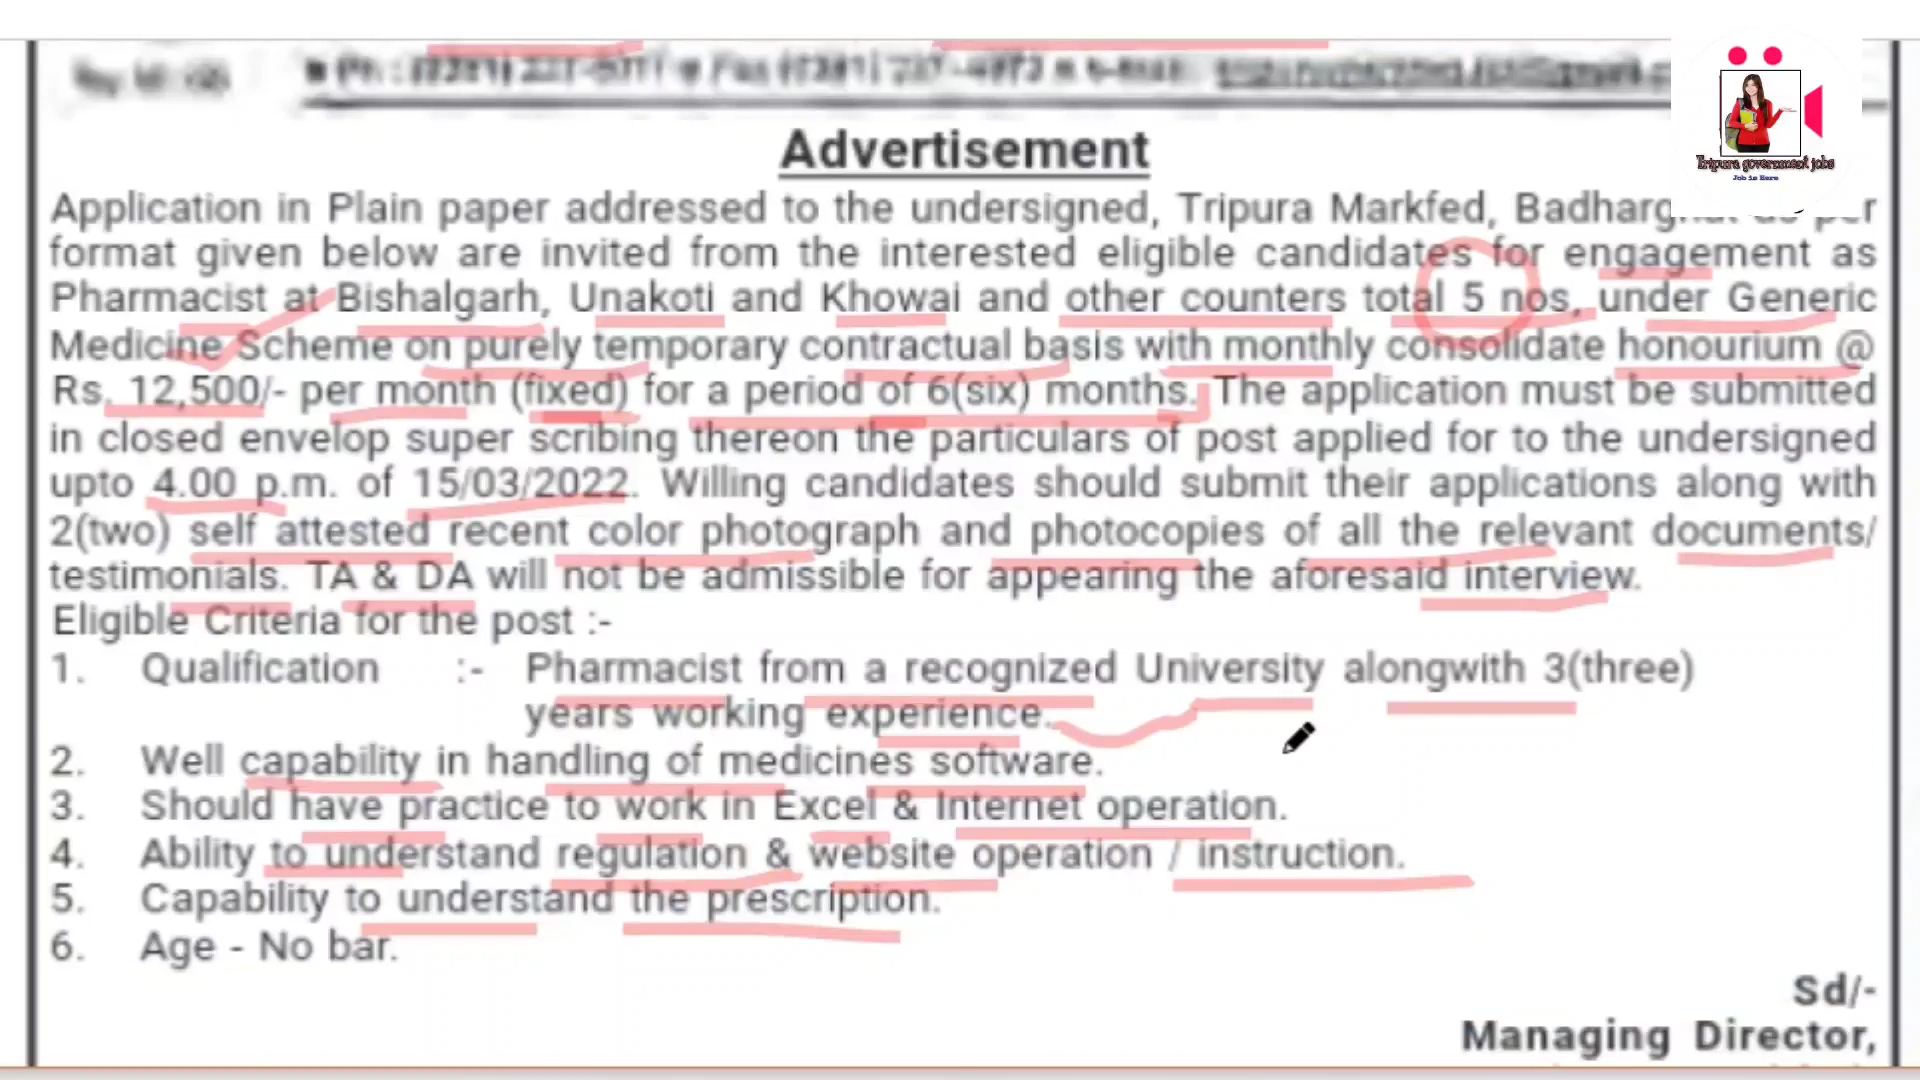 Advertisement
Tripura government jobs
Job is Here
Application in Plain paper addressed to the undersigned, Tripura Markfed, as per
format given below are invited from the interested eligible candidates for engagement as
Pharmacist at Bishalgarh, Unakoti and Khowai and other counters total 5 nos, under Generic
Medicine Scheme on purely temporary contractual basis with monthly consolidate honourium @
Rs. 12,500/- per month (fixed) for a period of 6(six) months. The application must be submitted
in closed envelop super scribing thereon the particulars of post applied for to the undersigned
upto 4.00 p.m. of 15/03/2022. Willing candidates should submit their applications along with
2(two) self attested recent color photograph and photocopies of all the relevant documents/
testimonials. TA & DA will not be admissible for appearing the aforesaid interview.
Eligible Criteria for the post :-
1. Qualification :- Pharmacist from a recognized University alongwith 3(three)
years working experience.
2. Well capability in handling of medicines software.
3. Should have practice to work in Excel & Internet operation.
4. Ability to understand regulation & website operation / instruction.
5. Capability to understand the prescription.
6. Age - No bar.
Sd/-
Managing Director,